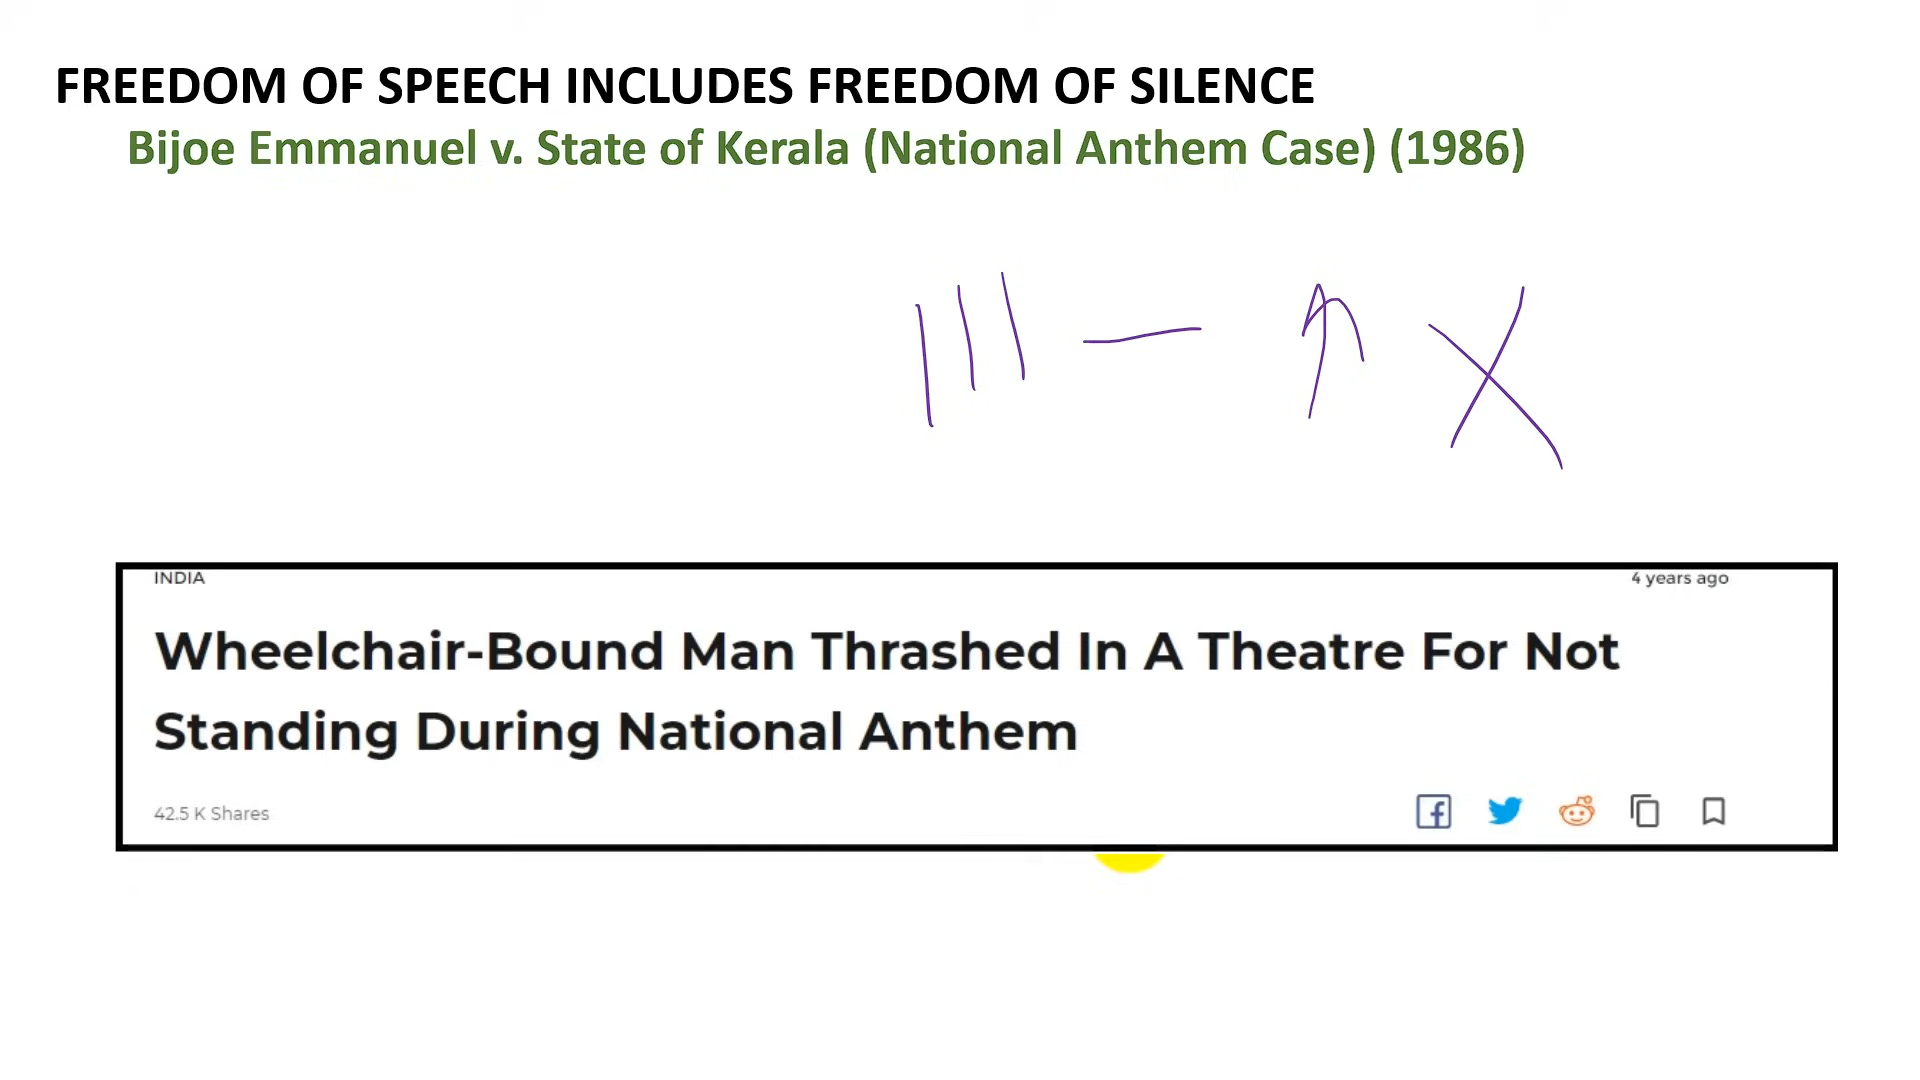 FREEDOM OF SPEECH INCLUDES FREEDOM OF SILENCE
Bijoe Emmanuel v. State of Kerala (National Anthem Case) (1986)
INDIA
4 years ago
Wheelchair-Bound Man Thrashed In A Theatre For Not
Standing During National Anthem
42.5 K Shares